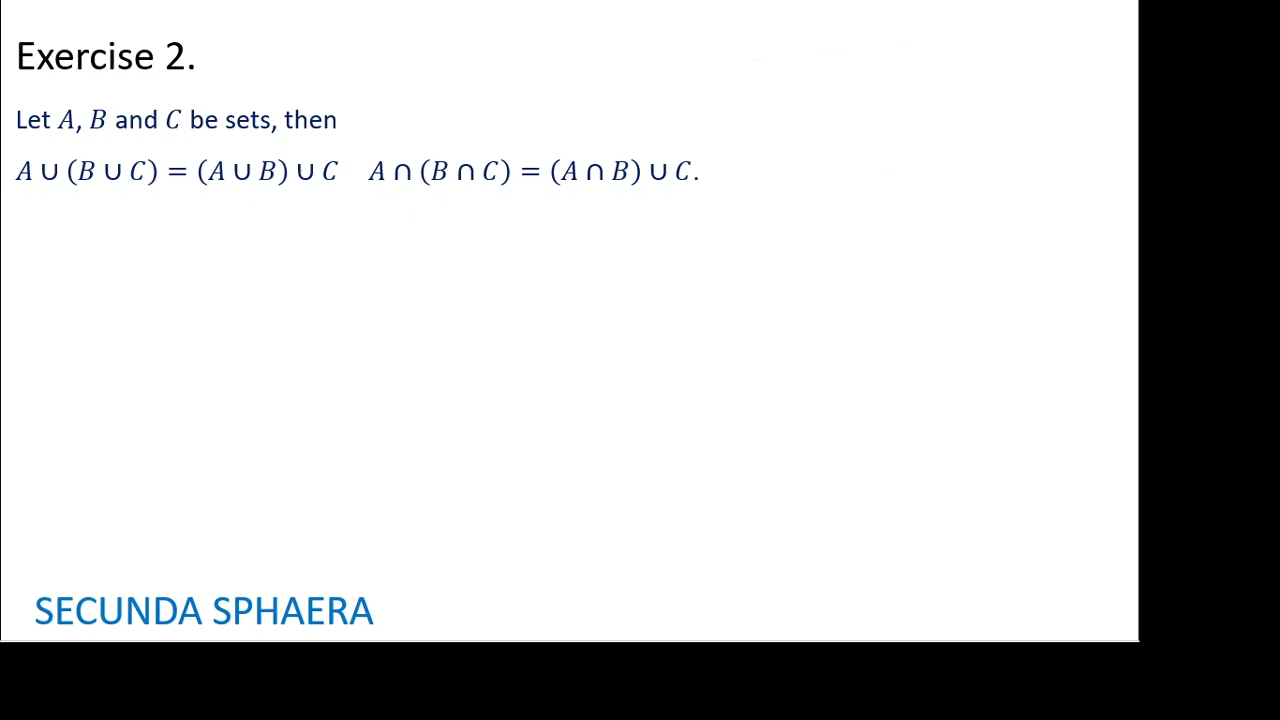 Exercise 2.
Let A, B and C be sets, then
A ∪ (B ∪ C) = (A ∪ B) ∪ C A ∩ (B ∩ C) = (A ∩ B) ∪ C.
SECUNDA SPHAERA